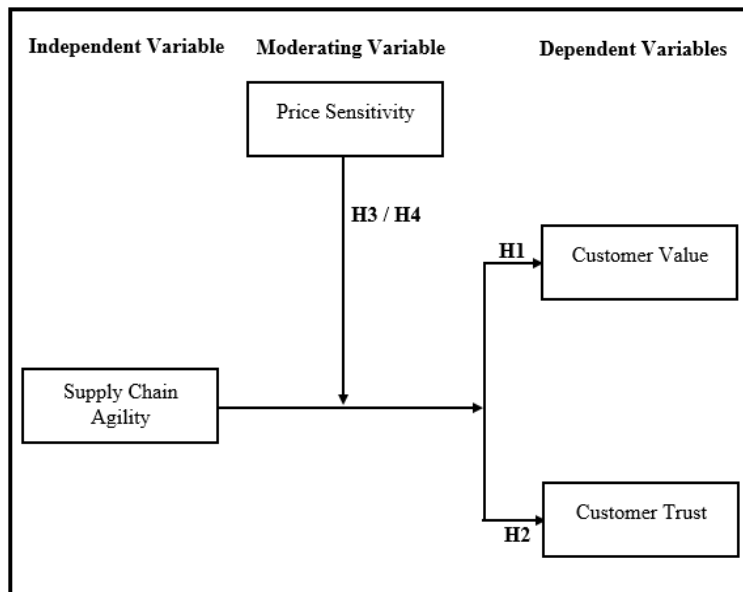 Independent Variable
Moderating Variable
Dependent Variables
Price Sensitivity
H3 / H4
H1
Customer Value
Supply Chain
Agility
Customer Trust
H2